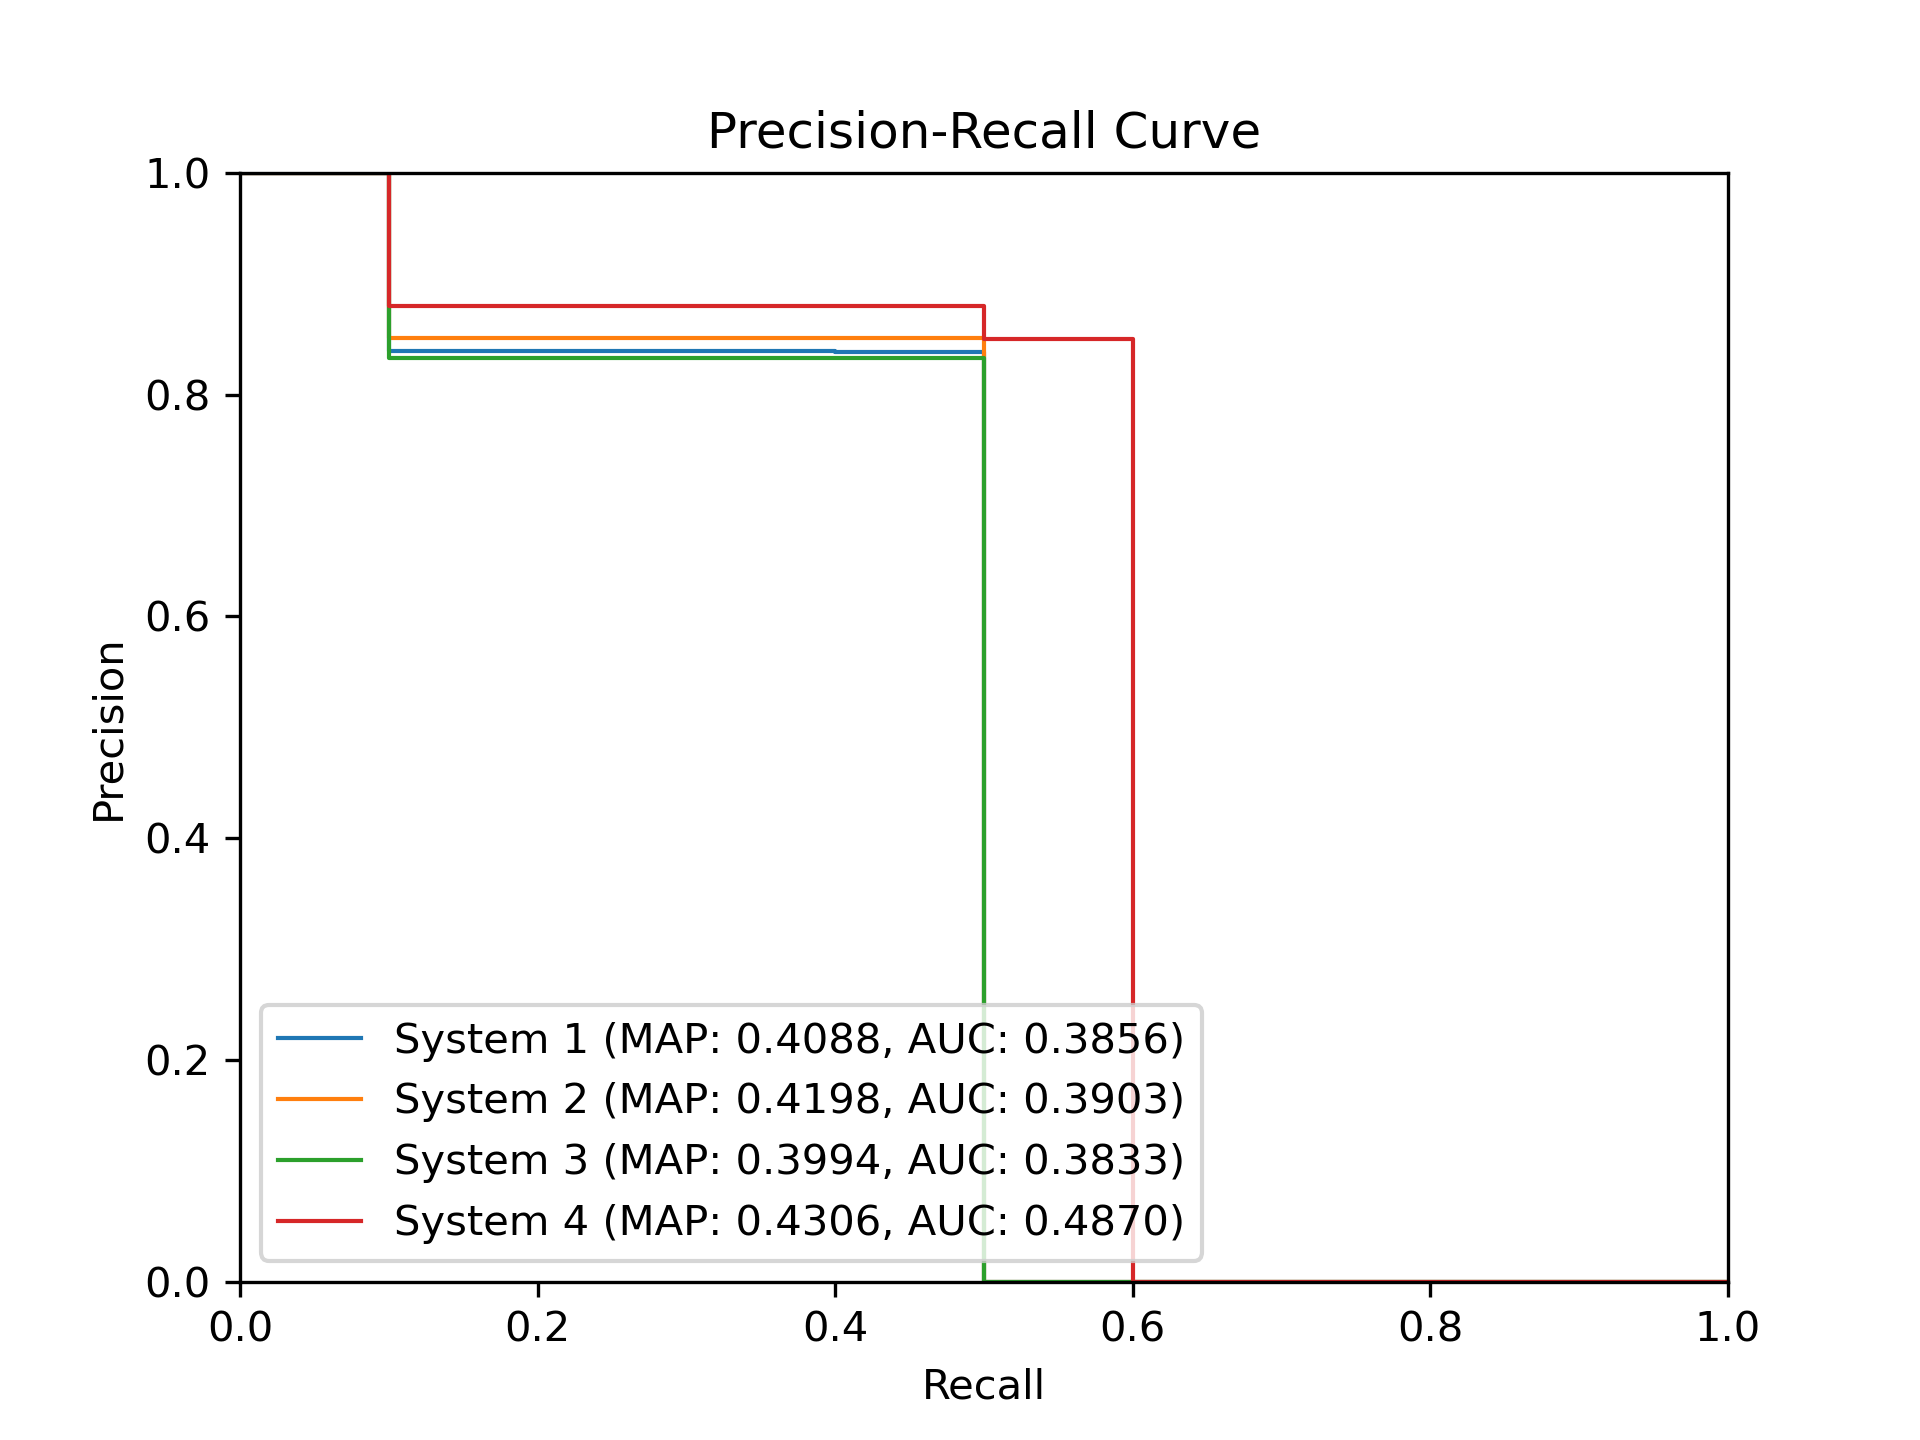 Precision-Recall Curve
1.0
0.8
0.6
0.4
0.2
0.0
Precision
System 1 (MAP: 0.4088, AUC: 0.3856)
System 2 (MAP: 0.4198, AUC: 0.3903)
System 3 (MAP: 0.3994, AUC: 0.3833)
System 4 (MAP: 0.4306, AUC: 0.4870)
0.0 0.2 0.4 0.6 0.8 1.0
Recall